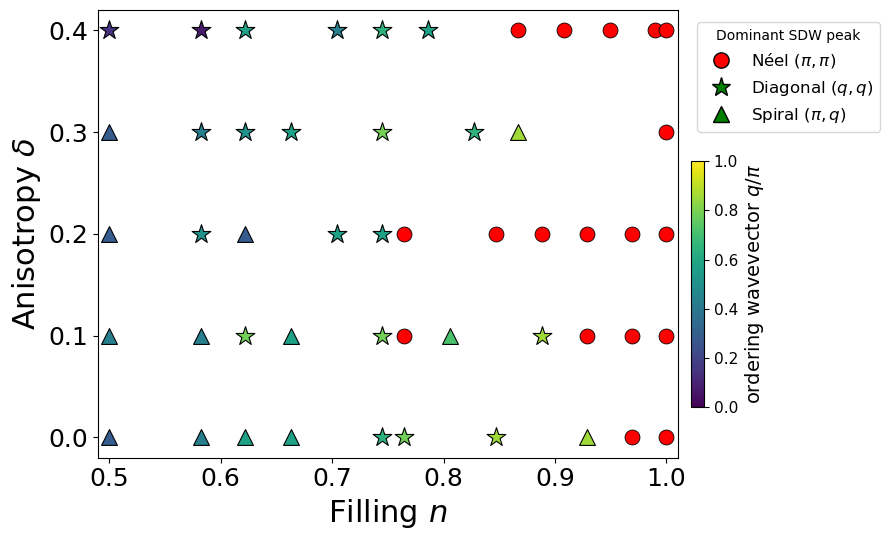 Anisotropy δ
0.4
0.3
0.2
0.1
0.0
0.5 0.6 0.7 0.8 0.9 1.0
Filling n
Dominant SDW peak
Néel (π, π)
Diagonal (q, q)
Spiral (π, q)
1.0
0.8
0.6
0.4
0.2
0.0
ordering wavevector q/π